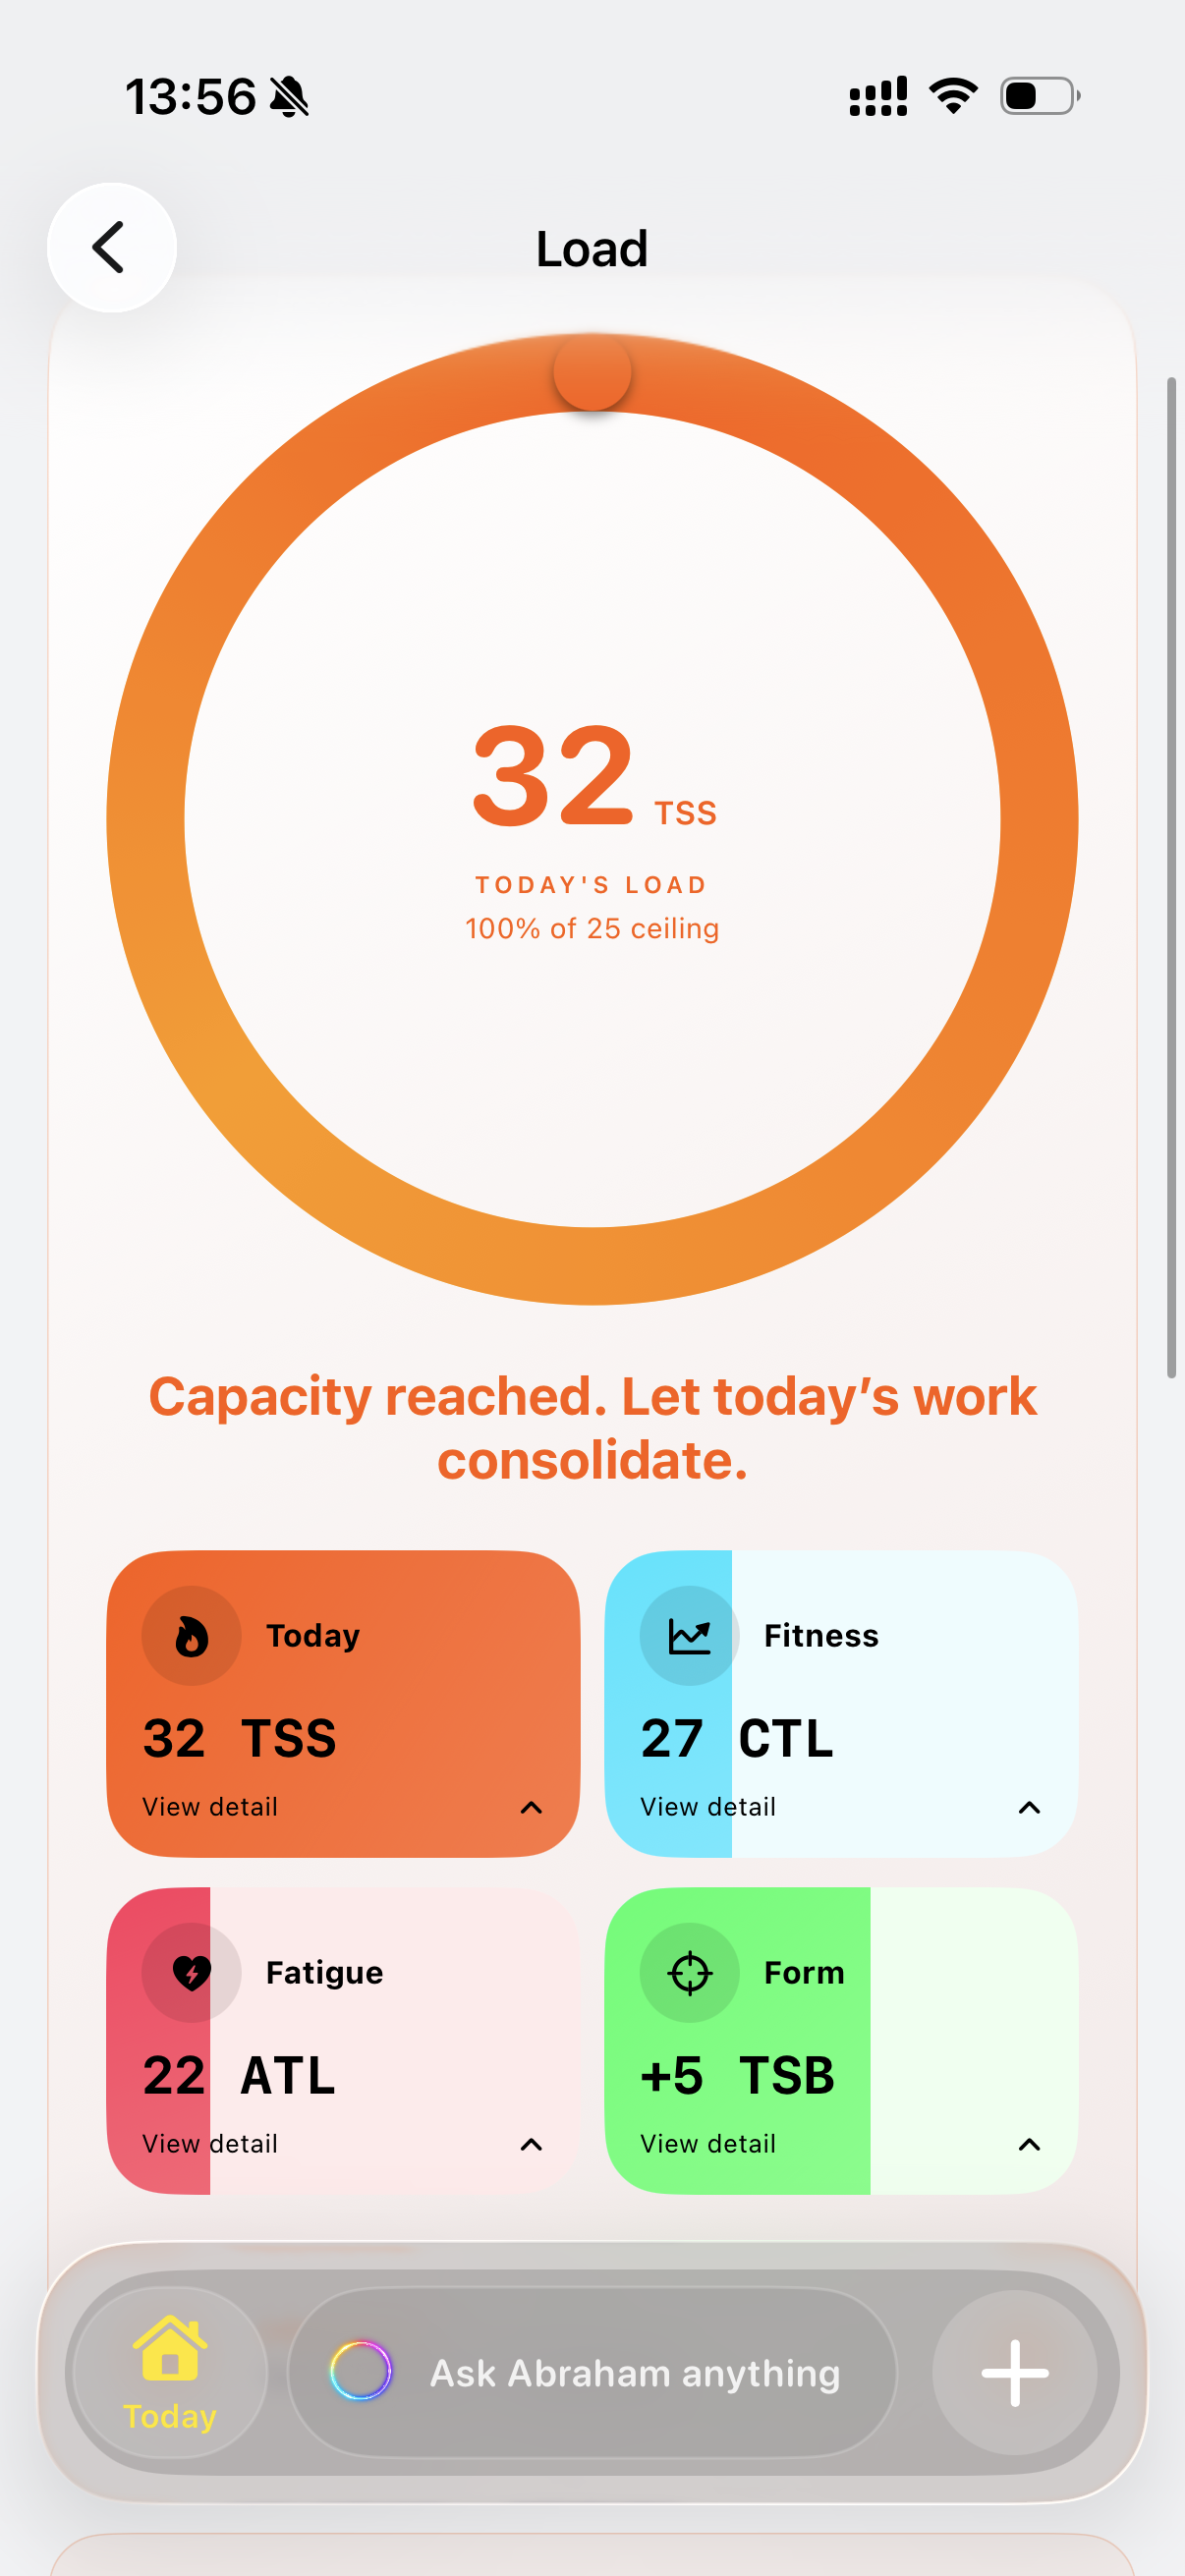 13:56
Load
32 TSS
TODAY'S LOAD
100% of 25 ceiling
Capacity reached. Let today’s work
consolidate.
Today
32 TSS
View detail
Fitness
27 CTL
View detail
Fatigue
22 ATL
View detail
Form
+5 TSB
View detail
Today
Ask Abraham anything